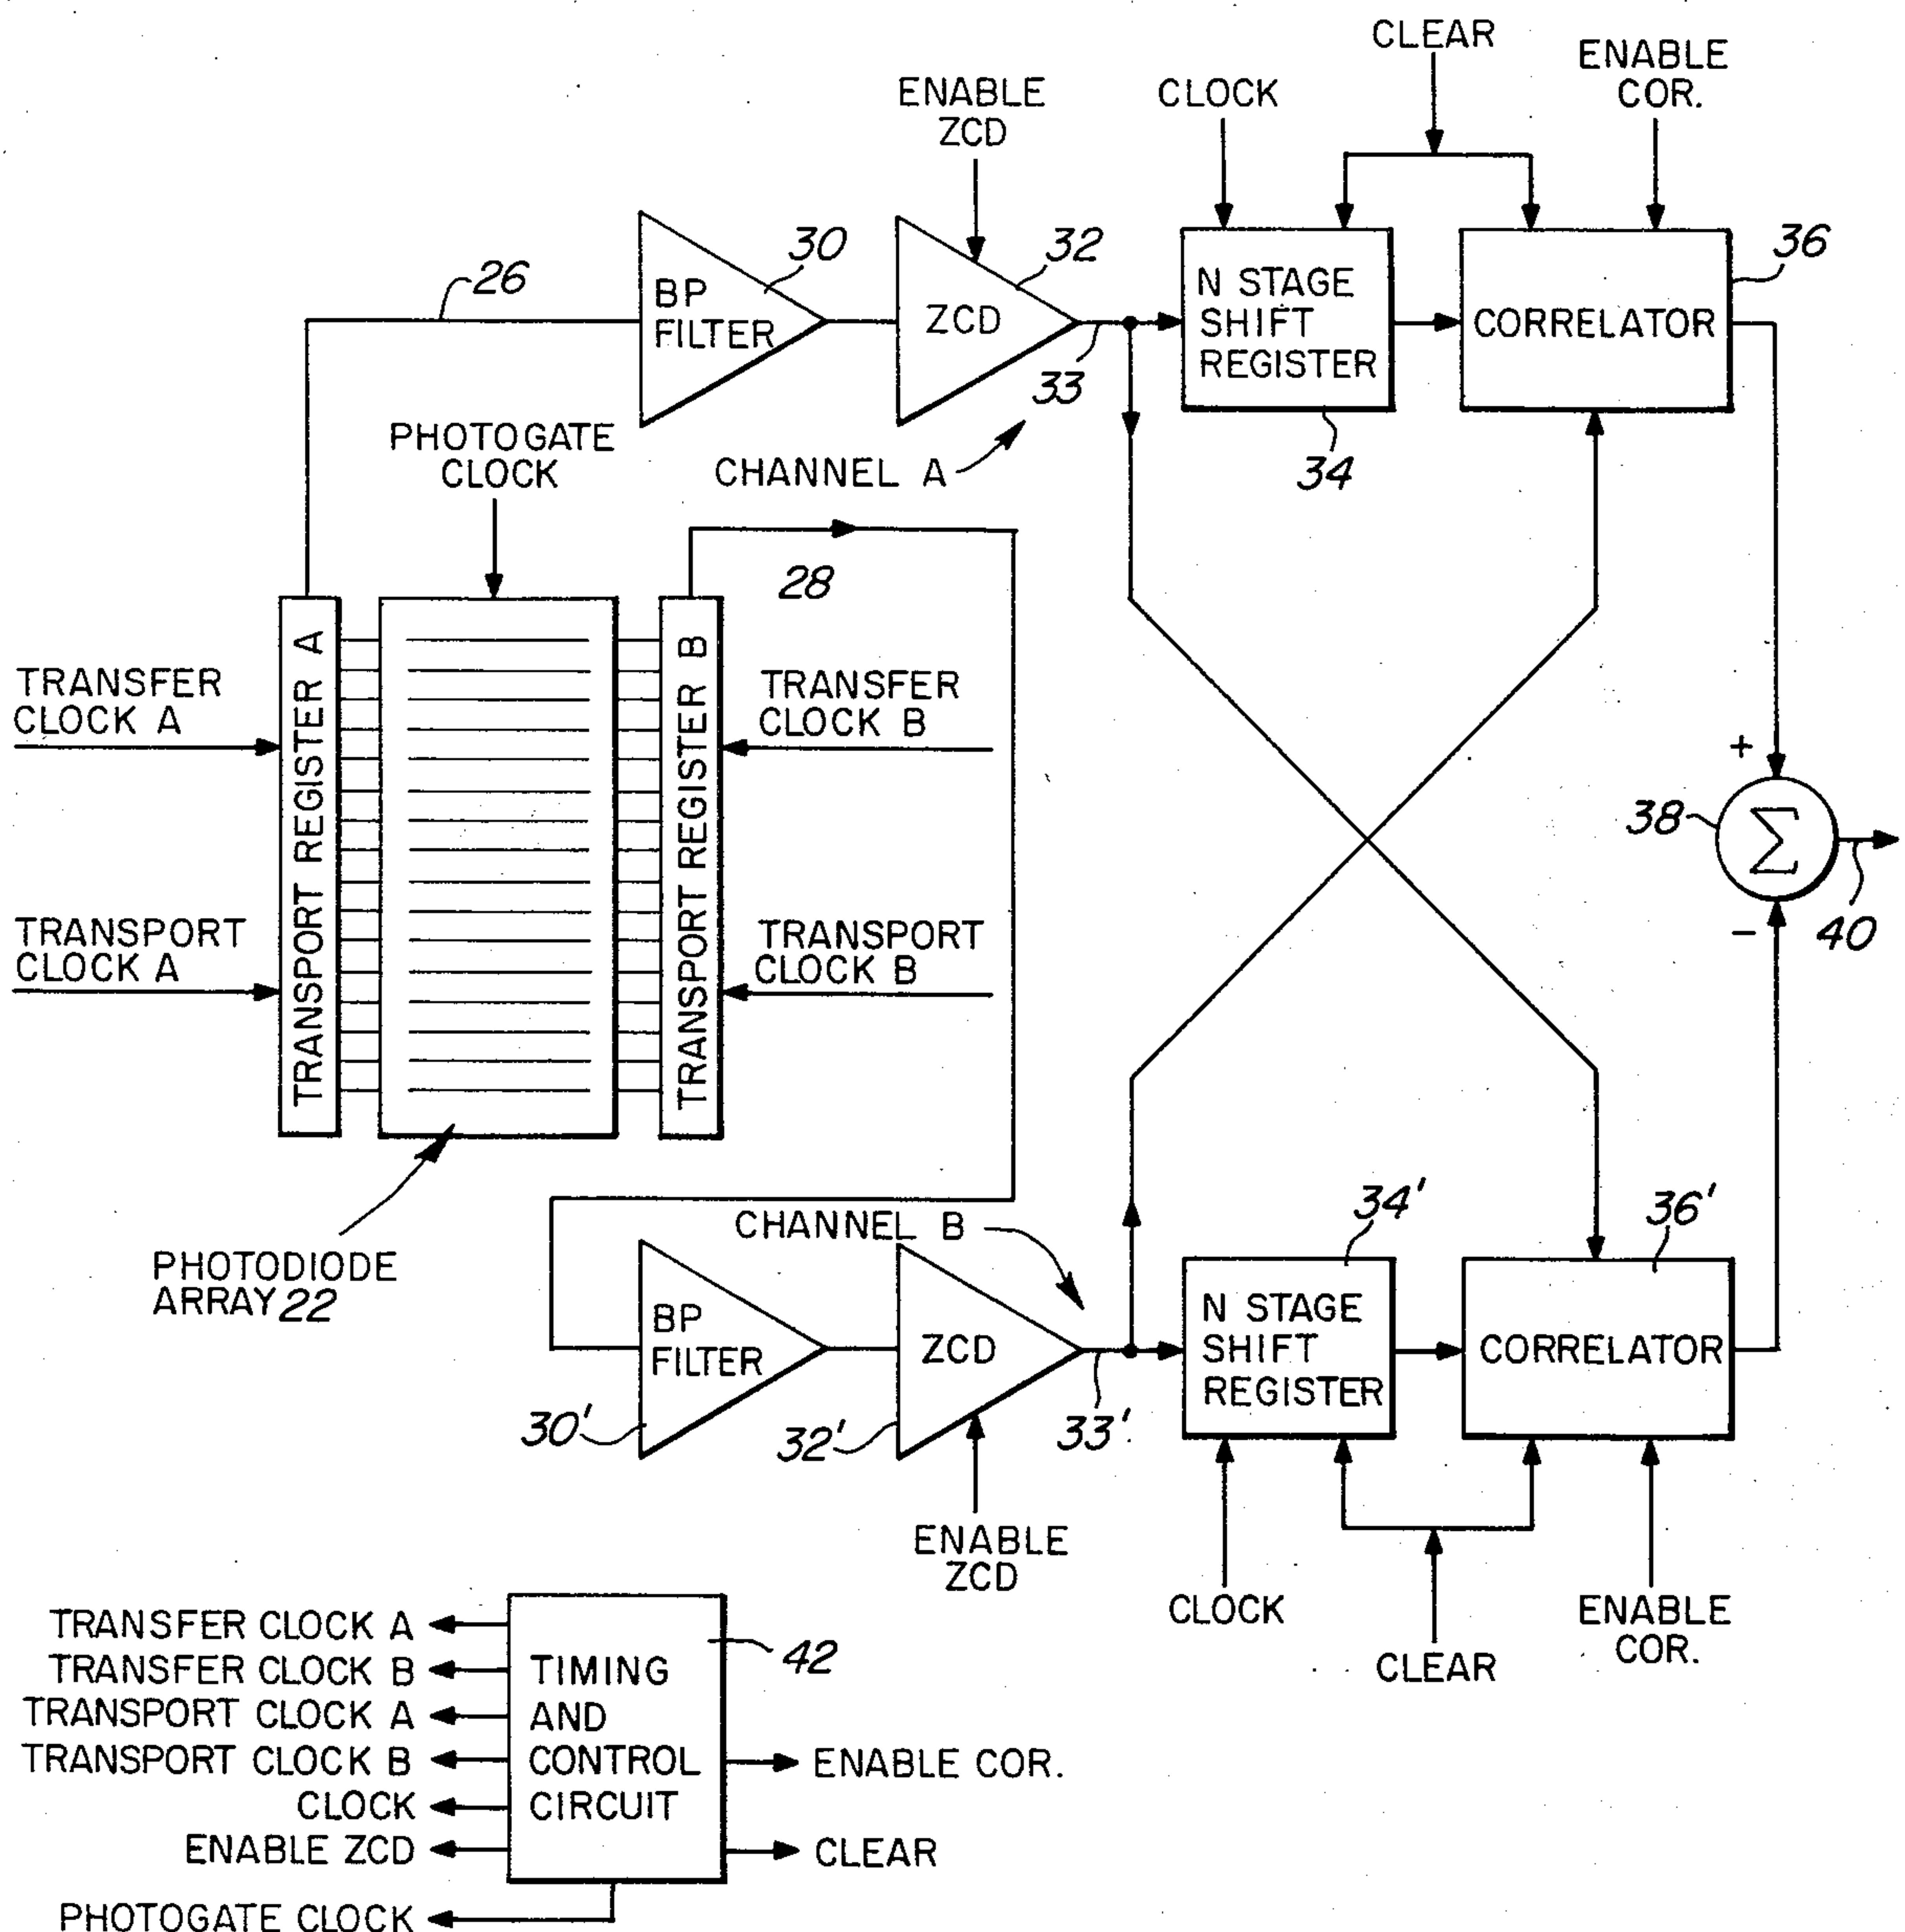 CLEAR
ENABLE
COR.
ENABLE
ZCD
CLOCK
26
30
BP
FILTER
32
ZCD
33
N STAGE
SHIFT
REGISTER
34
36
CORRELATOR
PHOTOGATE
CLOCK
CHANNEL A
28
TRANSFER
CLOCK A
TRANSPORT REGISTER A
TRANSPORT REGISTER B
TRANSFER
CLOCK B
TRANSPORT
CLOCK A
TRANSPORT
CLOCK B
+
38
Σ
-
40
PHOTODIODE
ARRAY 22
CHANNEL B
BP
FILTER
30'
ZCD
32'
33'
34'
N STAGE
SHIFT
REGISTER
36'
CORRELATOR
ENABLE
ZCD
CLOCK
CLEAR
ENABLE
COR.
TRANSFER CLOCK A
TRANSFER CLOCK B
TRANSPORT CLOCK A
TRANSPORT CLOCK B
CLOCK
ENABLE ZCD
PHOTOGATE CLOCK
TIMING
AND
CONTROL
CIRCUIT
42
ENABLE COR.
CLEAR